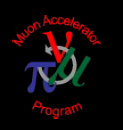 Muon Accelerator
ν
π μ
Program